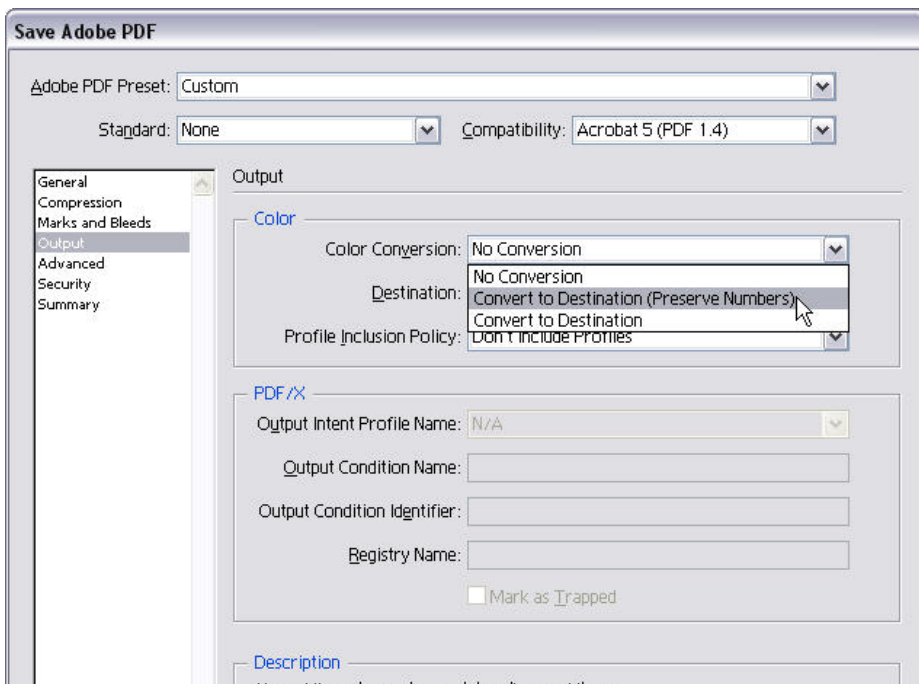 Save Adobe PDF
Adobe PDF Preset: Custom
Standard: None Compatibility: Acrobat 5 (PDF 1.4)
General
Compression
Marks and Bleeds
Output
Advanced
Security
Summary
Output
Color
Color Conversion: No Conversion
No Conversion
Destination: Convert to Destination (Preserve Numbers)
Convert to Destination
Profile Inclusion Policy: Don't Include Profiles
PDF/X
Output Intent Profile Name: N/A
Output Condition Name:
Output Condition Identifier:
Registry Name:
Mark as Trapped
Description